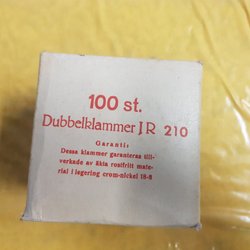 100 st.
Dubbelklammer J R 210
Garanti:
Dessa klammer garanteras till-
verkade av äkta rostfritt mate-
rial i legering crom-nickel 18-8